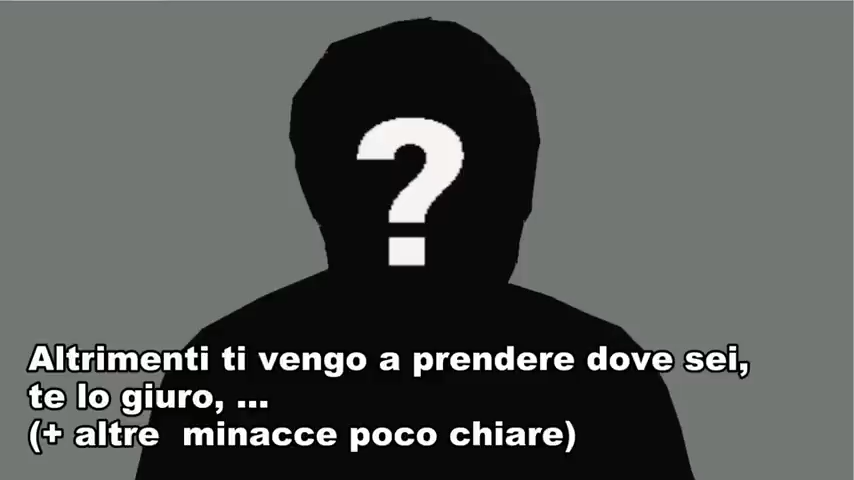 ?
Altrimenti ti vengo a prendere dove sei,
te lo giuro, ...
(+ altre  minacce poco chiare)